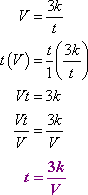 V = 3k/t
t(V) = t/1 (3k/t)
Vt = 3k
Vt/V = 3k/V
t = 3k/V